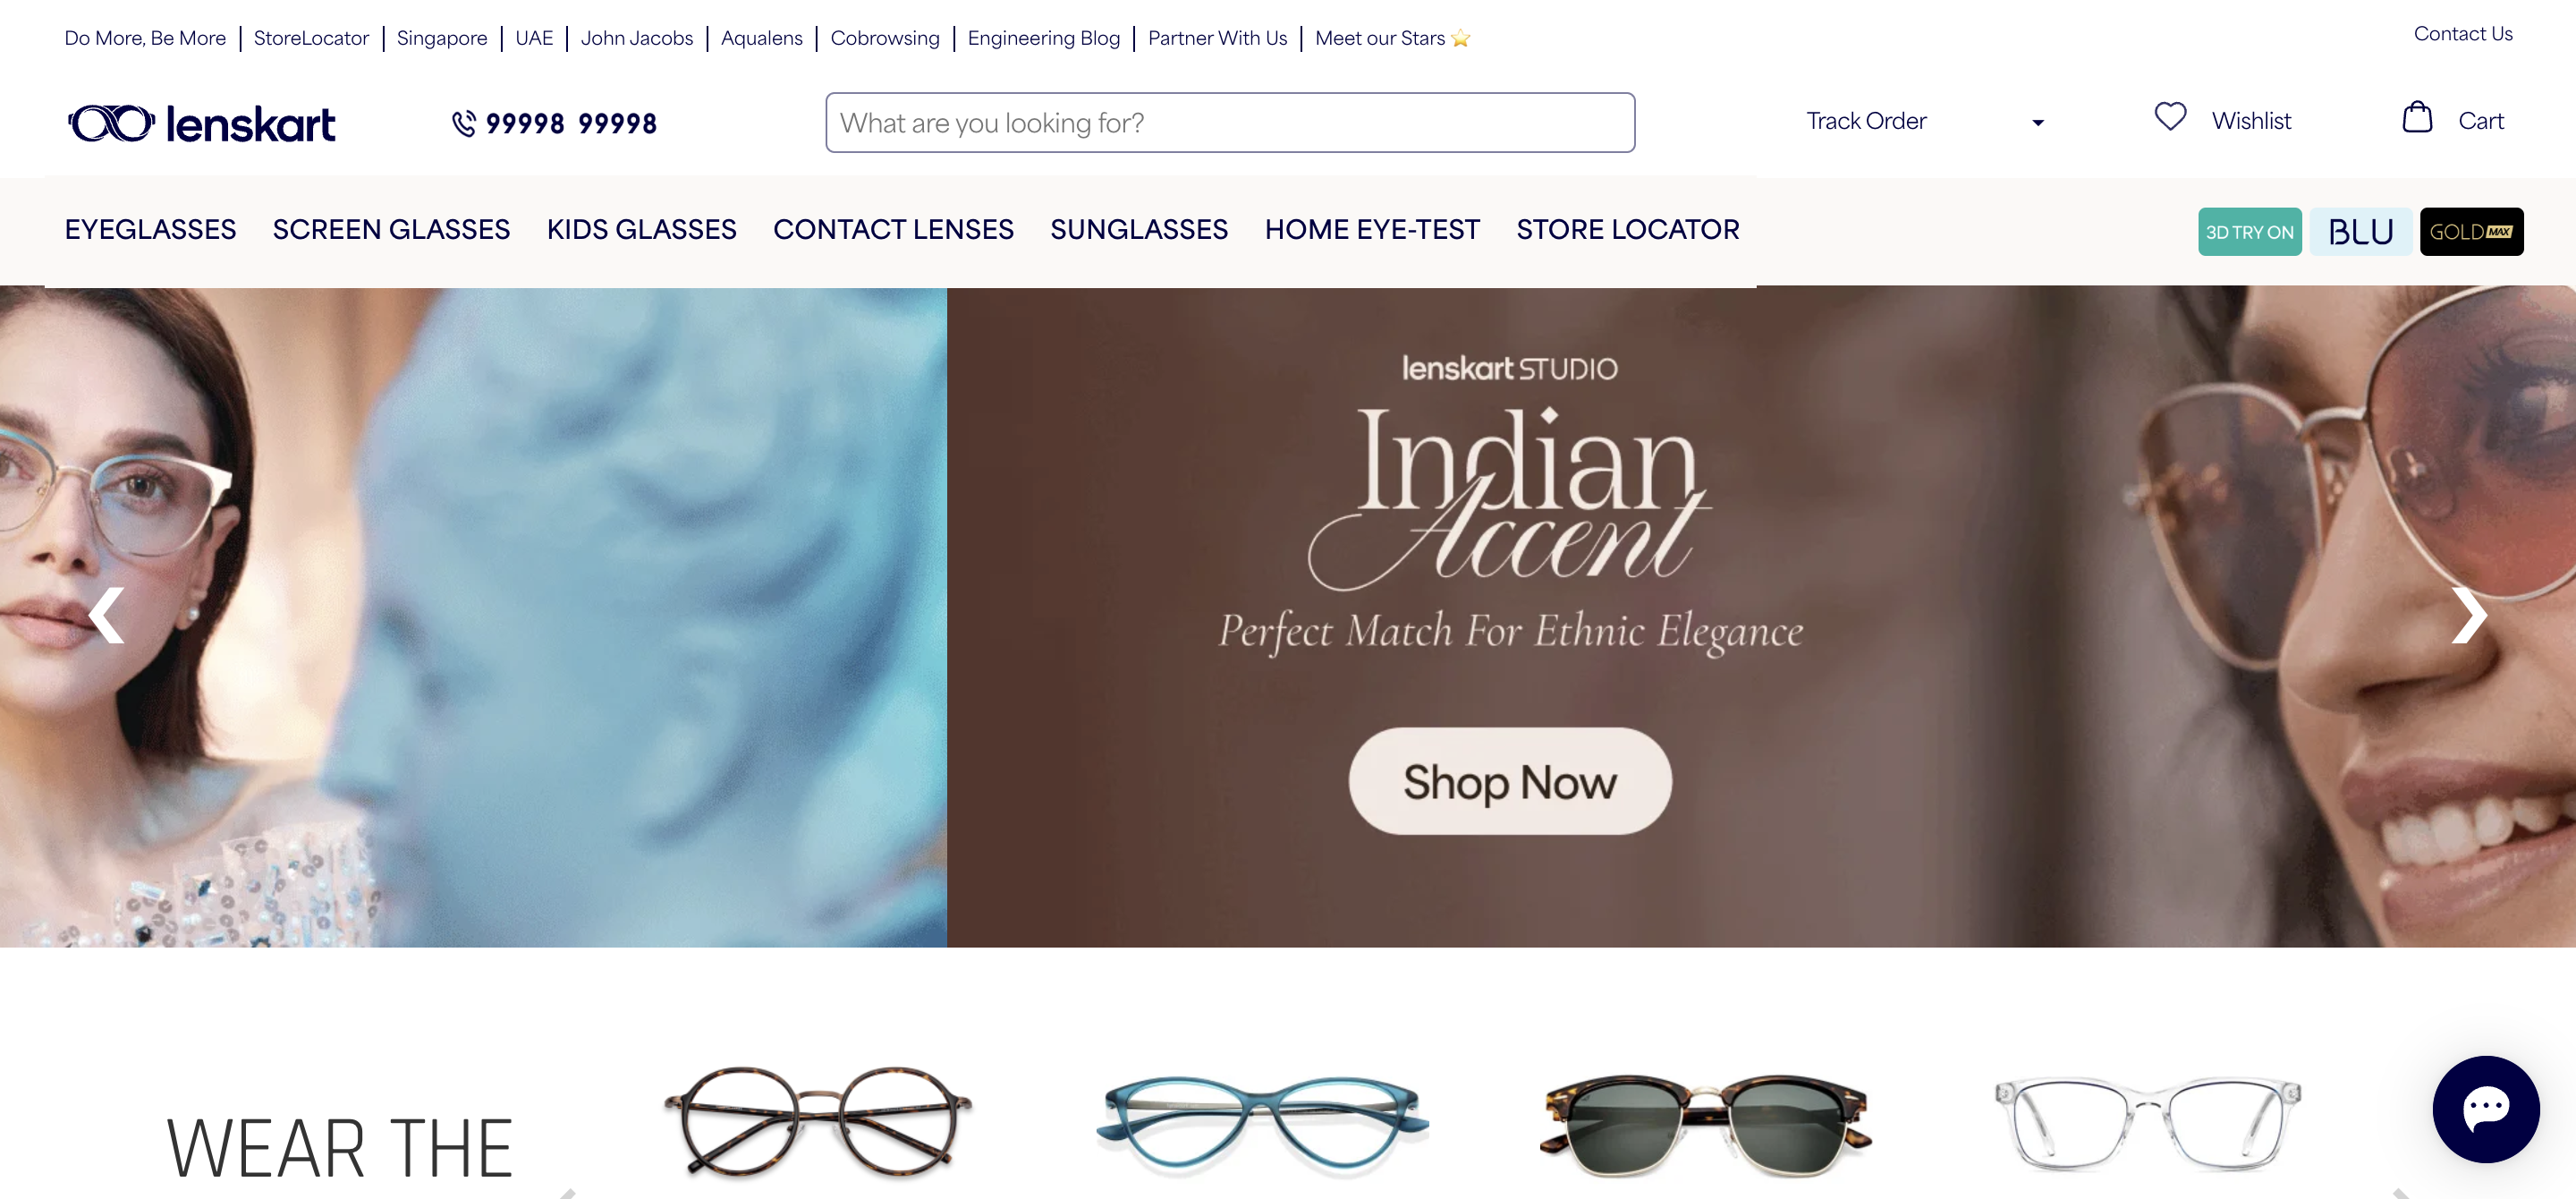 Do More, Be More | StoreLocator | Singapore | UAE | John Jacobs | Aqualens | Cobrowsing | Engineering Blog | Partner With Us | Meet our Stars ⭐
Contact Us
lenskart
99998 99998
What are you looking for?
Track Order
Wishlist
Cart
EYEGLASSES SCREEN GLASSES KIDS GLASSES CONTACT LENSES SUNGLASSES HOME EYE-TEST STORE LOCATOR
3D TRY ON
BLU
GOLD MAX
lenskart STUDIO
Indian
Accent
Perfect Match For Ethnic Elegance
Shop Now
WEAR THE